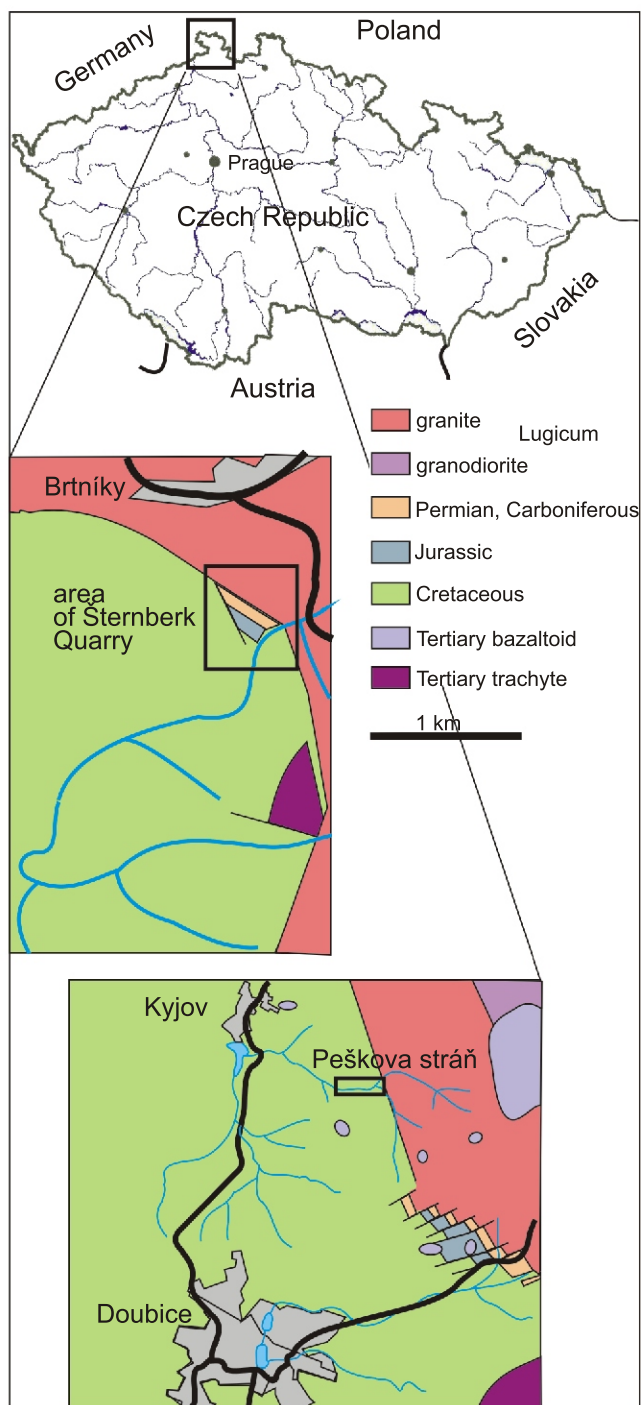 Germany
Poland
Prague
Czech Republic
Slovakia
Austria
granite
Lugicum
granodiorite
Permian, Carboniferous
Jurassic
Cretaceous
Tertiary bazaltoid
Tertiary trachyte
1 km
Brtníky
area
of Šternberk
Quarry
Kyjov
Peškova stráň
Doubice